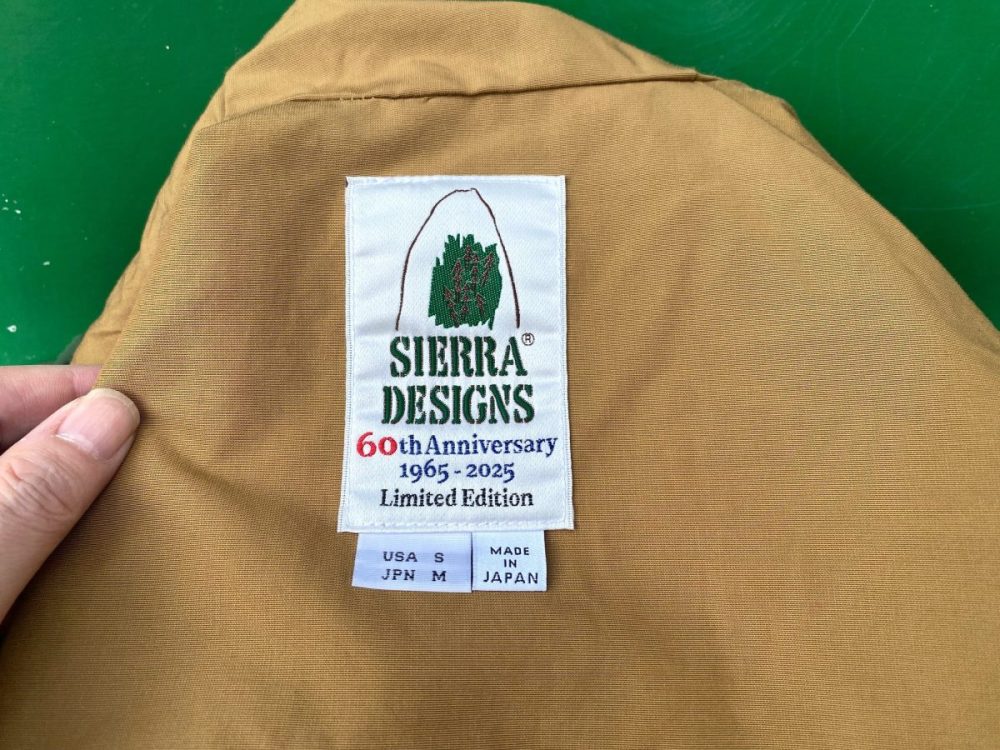 SIERRA®
DESIGNS
60th Anniversary
1965 - 2025
Limited Edition
USA S
JPN M
MADE
IN
JAPAN